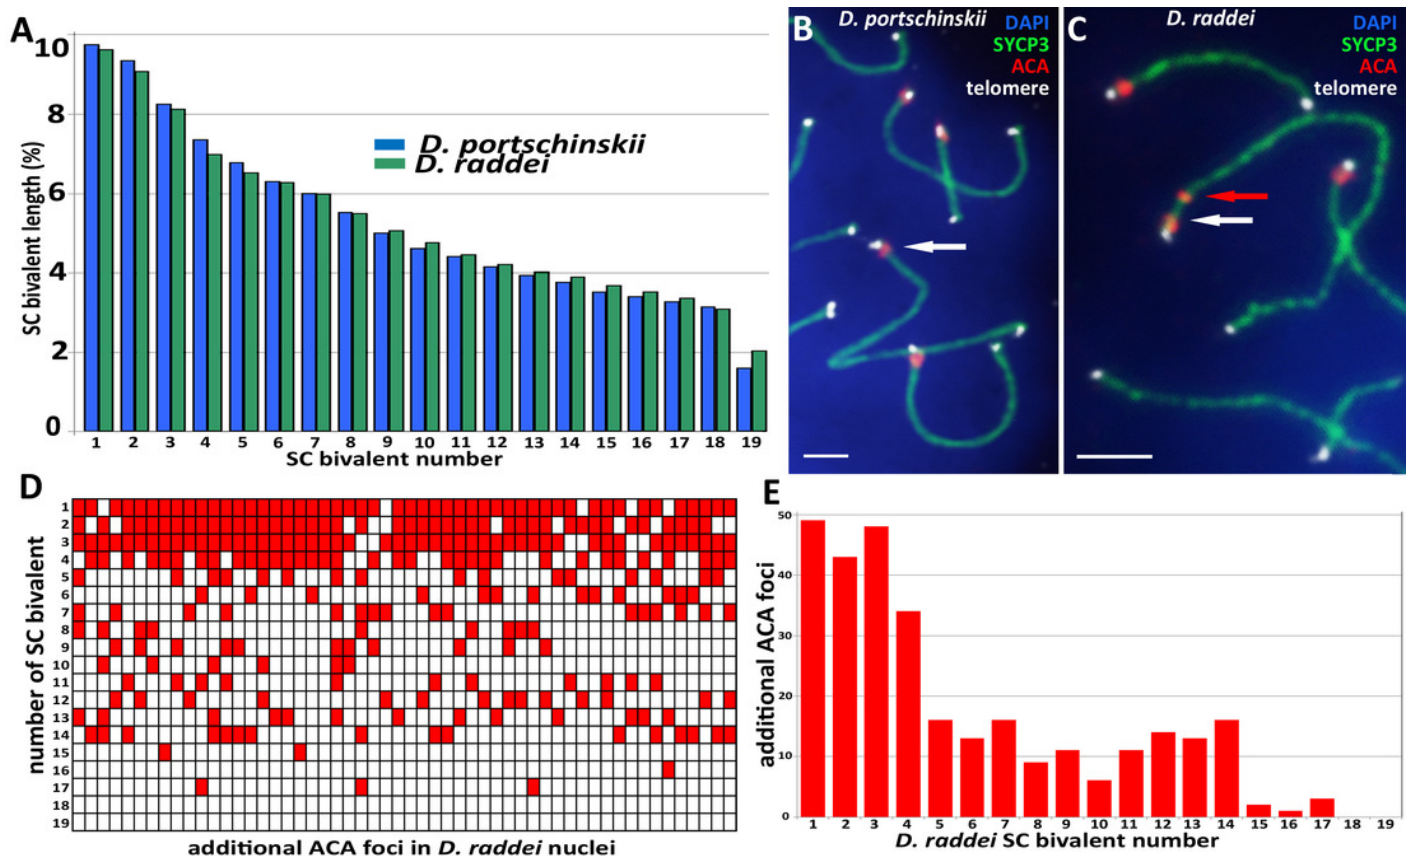 A
SC bivalent length (%)
10
8
6
4
2
0
D. portschinskii
D. raddei
1 2 3 4 5 6 7 8 9 10 11 12 13 14 15 16 17 18 19
SC bivalent number
B
D. portschinskii
DAPI
SYCP3
ACA
telomere
C
D. raddei
DAPI
SYCP3
ACA
telomere
D
number of SC bivalent
1
2
3
4
5
6
7
8
9
10
11
12
13
14
15
16
17
18
19
additional ACA foci in D. raddei nuclei
E
additional ACA foci
50
40
30
20
10
0
1 2 3 4 5 6 7 8 9 10 11 12 13 14 15 16 17 18 19
D. raddei SC bivalent number